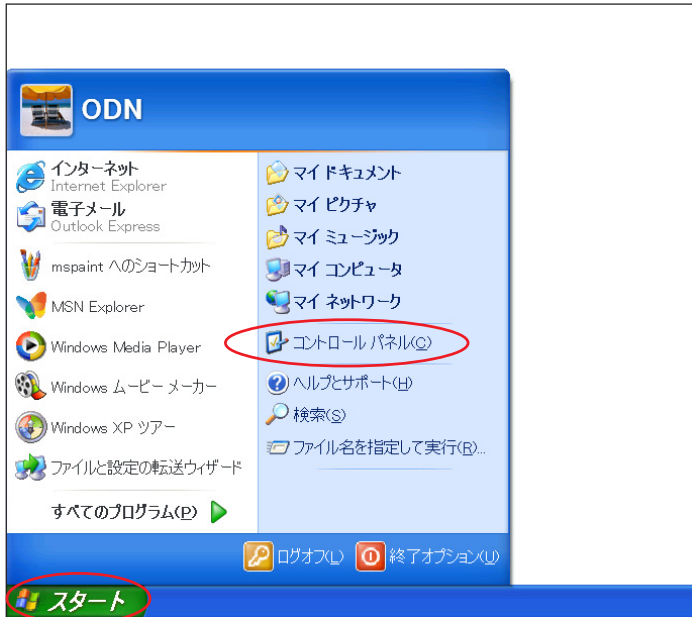 ODN
インターネット
Internet Explorer
電子メール
Outlook Express
mspaint へのショートカット
MSN Explorer
Windows Media Player
Windows ムービー メーカー
Windows XP ツアー
ファイルと設定の転送ウィザード
すべてのプログラム(P)
マイ ドキュメント
マイ ピクチャ
マイ ミュージック
マイ コンピュータ
マイ ネットワーク
コントロール パネル(C)
ヘルプとサポート(H)
検索(S)
ファイル名を指定して実行(R)...
ログオフ(L)
終了オプション(U)
スタート